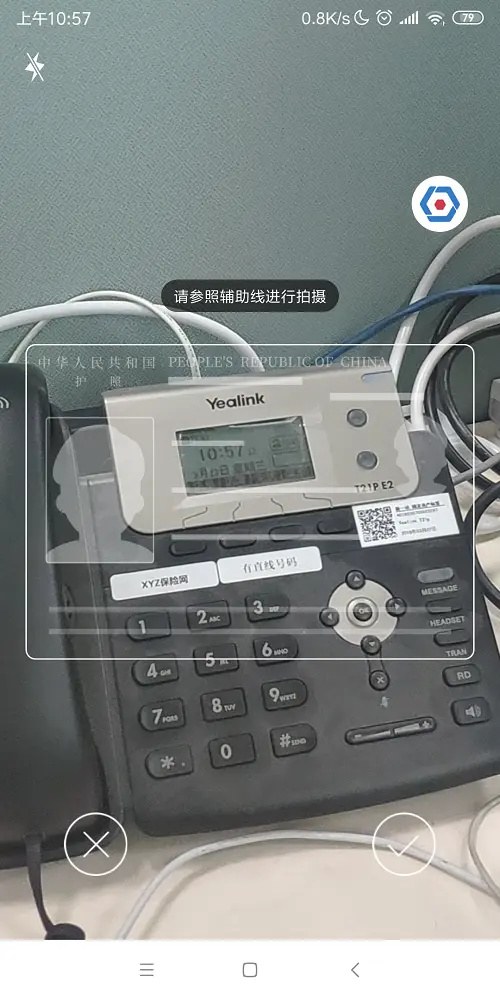 上午10:57
0.8K/s
79
请参照辅助线进行拍摄
中华人民共和国 PEOPLE'S REPUBLIC OF CHINA
护 照
Yealink
10:57
T21P E2
XYZ保险网
有直线号码
MESSAGE
HEADSET
TRAN
RD
OK
1
2 ABC
3 DEF
4 GHI
5 JKL
6 MNO
7 PQRS
8 TUV
9 WXYZ
* .
0
# SEND